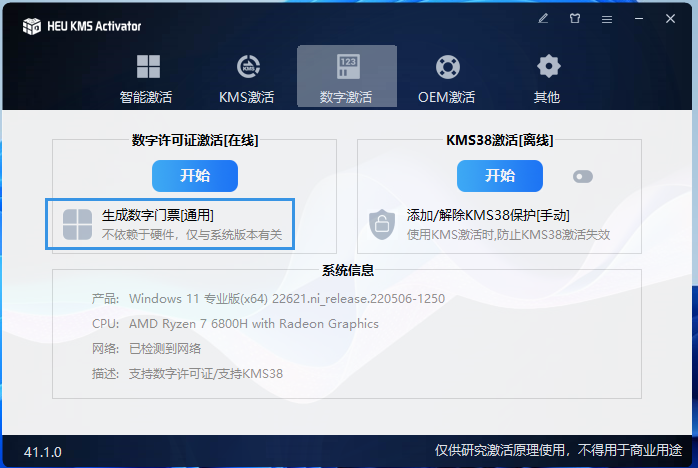 HEU KMS Activator
智能激活
KMS激活
数字激活
OEM激活
其他
数字许可证激活[在线]
开始
生成数字门票[通用]
不依赖于硬件，仅与系统版本有关
KMS38激活[离线]
开始
添加/解除KMS38保护[手动]
使用KMS激活时,防止KMS38激活失效
系统信息
产品: Windows 11 专业版(x64) 22621.ni_release.220506-1250
CPU: AMD Ryzen 7 6800H with Radeon Graphics
网络: 已检测到网络
描述: 支持数字许可证/支持KMS38
41.1.0
仅供研究激活原理使用，不得用于商业用途